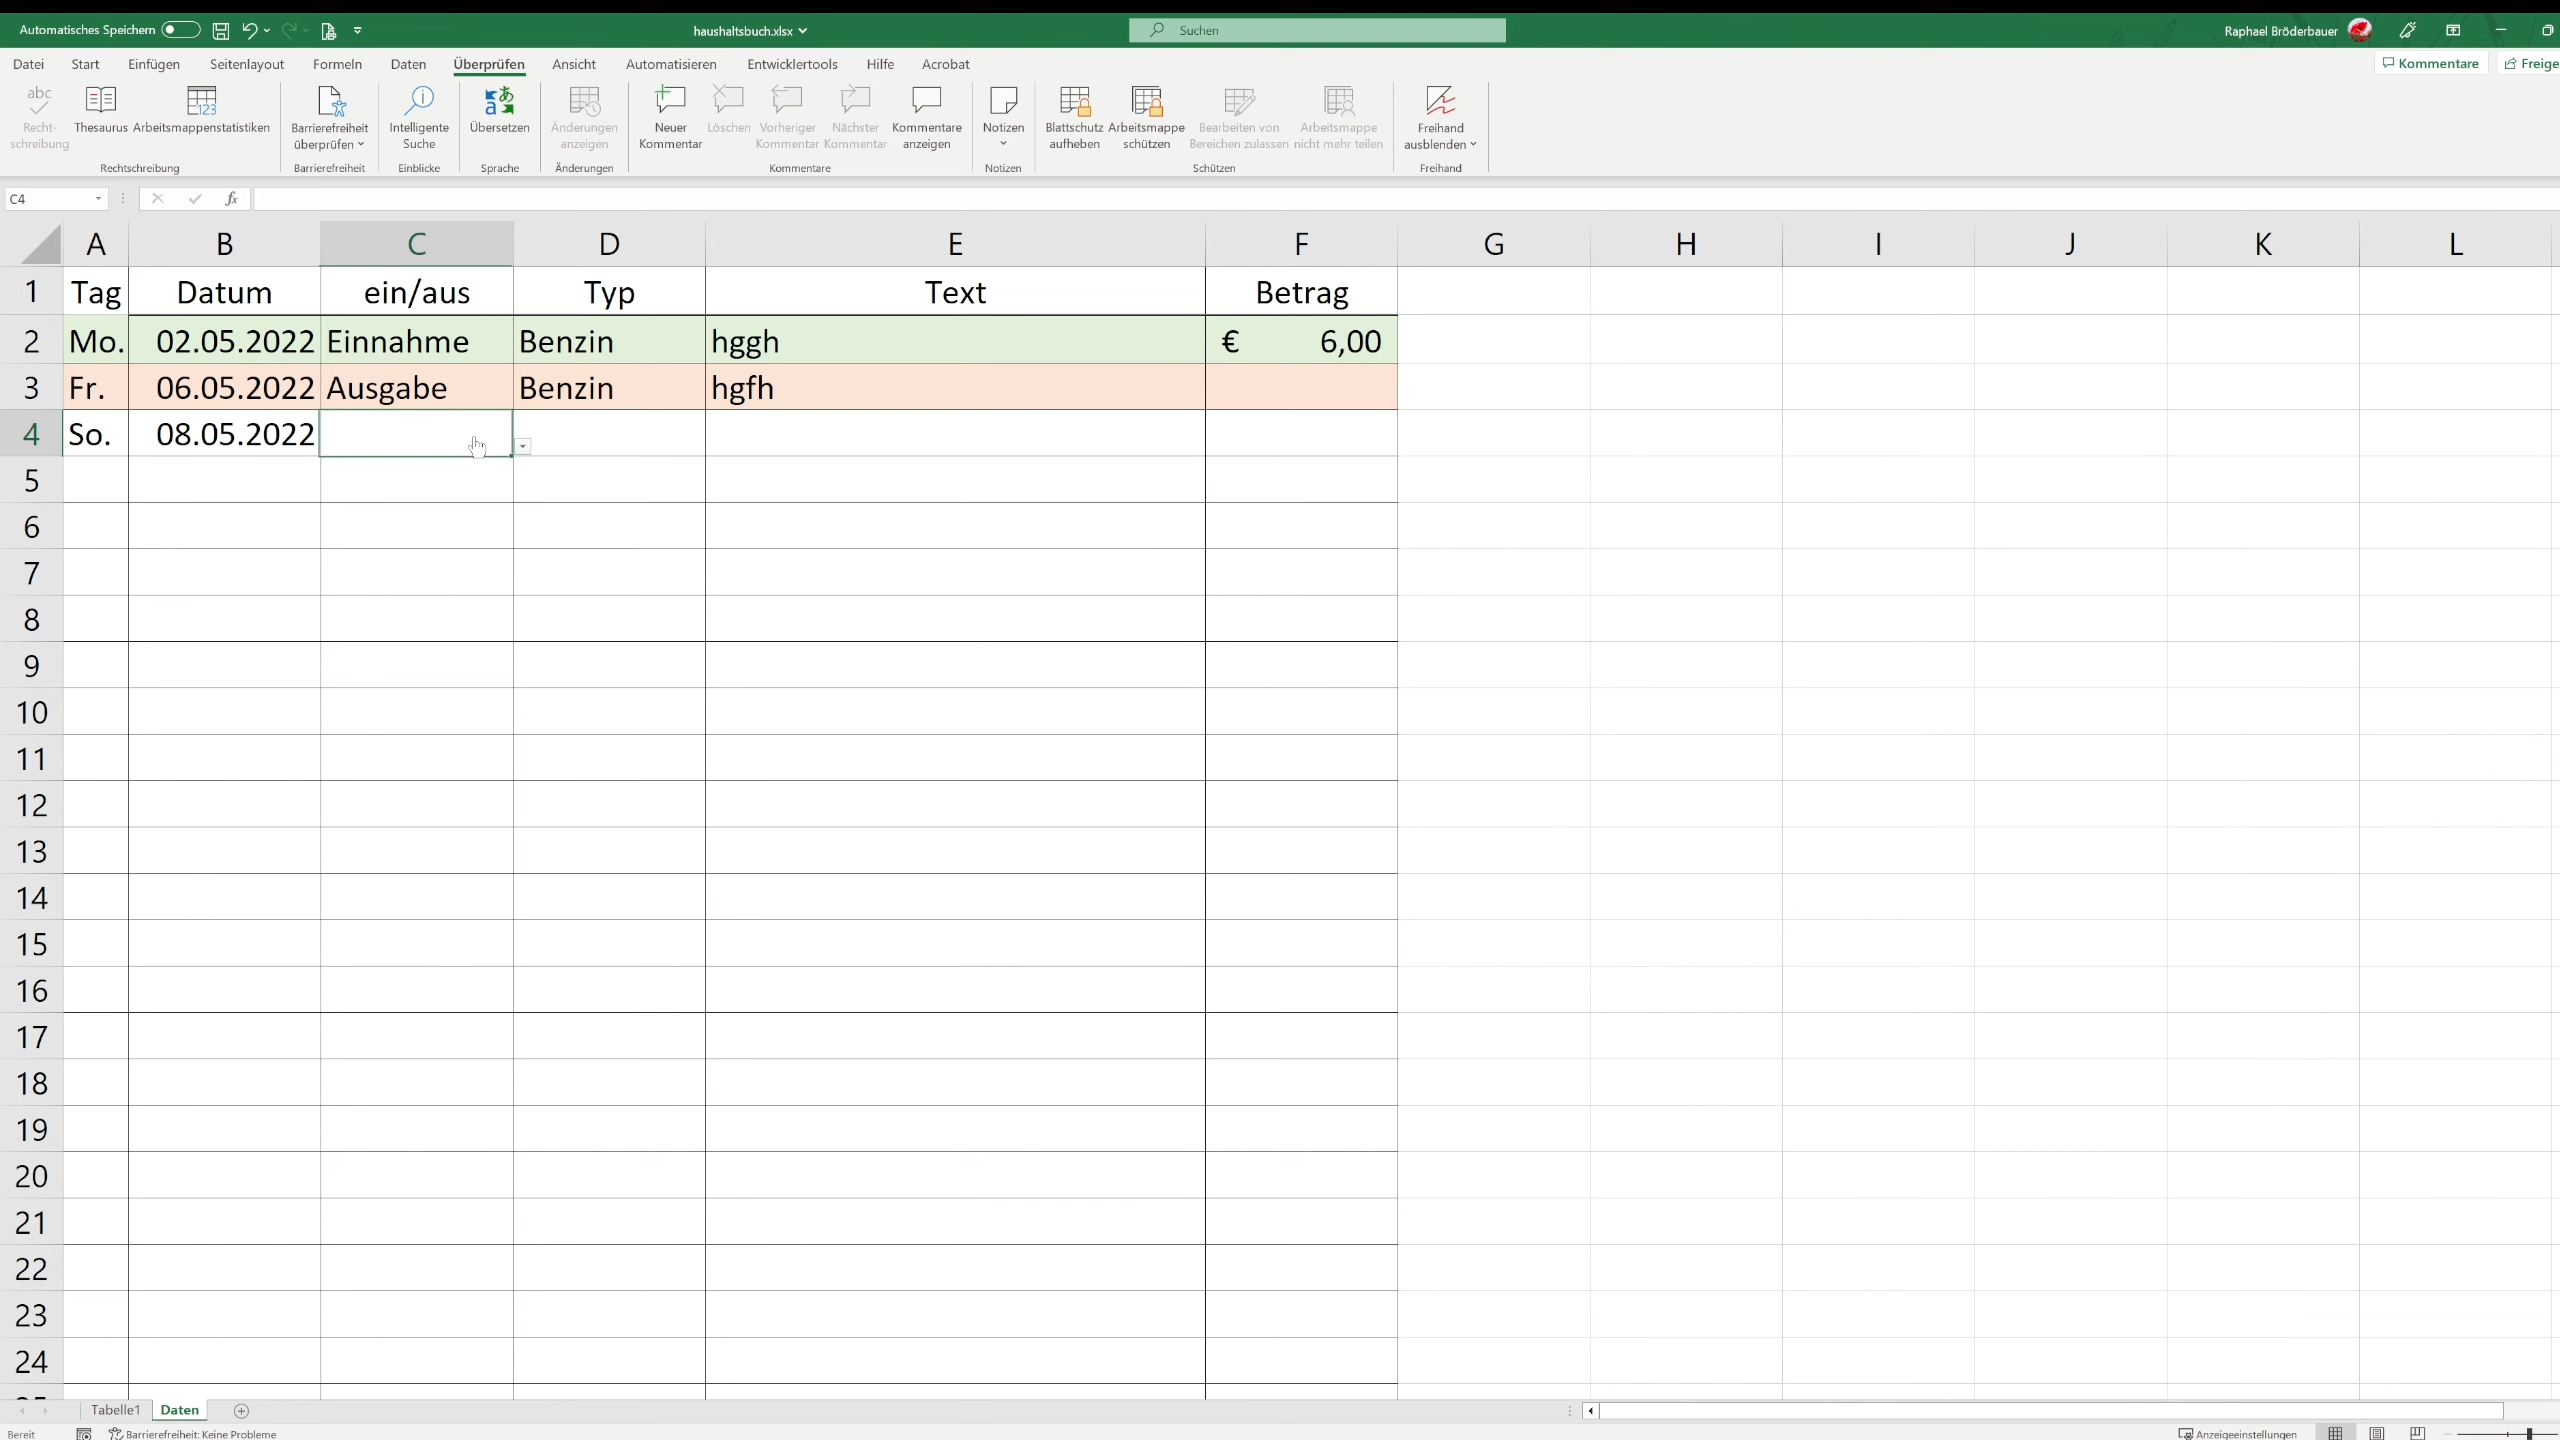 Automatisches Speichern
haushaltsbuch.xlsx
Suchen
Raphael Bröderbauer
Datei Start Einfügen Seitenlayout Formeln Daten Überprüfen Ansicht Automatisieren Entwicklertools Hilfe Acrobat
Kommentare Freige
abc
Recht-
schreibung
Thesaurus
123
Arbeitsmappenstatistiken
Rechtschreibung
Barrierefreiheit
überprüfen
Barrierefreiheit
Intelligente
Suche
Einblicke
Übersetzen
Sprache
Änderungen
anzeigen
Änderungen
Neuer
Kommentar
Löschen
Vorheriger
Kommentar
Nächster
Kommentar
Kommentare
anzeigen
Kommentare
Notizen
Notizen
Blattschutz
aufheben
Arbeitsmappe
schützen
Bearbeiten von
Bereichen zulassen
Arbeitsmappe
nicht mehr teilen
Schützen
Freihand
ausblenden
Freihand
C4
fx
A B C D E F G H I J K L
1 Tag Datum ein/aus Typ Text Betrag
2 Mo. 02.05.2022 Einnahme Benzin hggh € 6,00
3 Fr. 06.05.2022 Ausgabe Benzin hgfh
4 So. 08.05.2022
5
6
7
8
9
10
11
12
13
14
15
16
17
18
19
20
21
22
23
24
Tabelle1 Daten
Bereit Barrierefreiheit: Keine Probleme Anzeigeeinstellungen